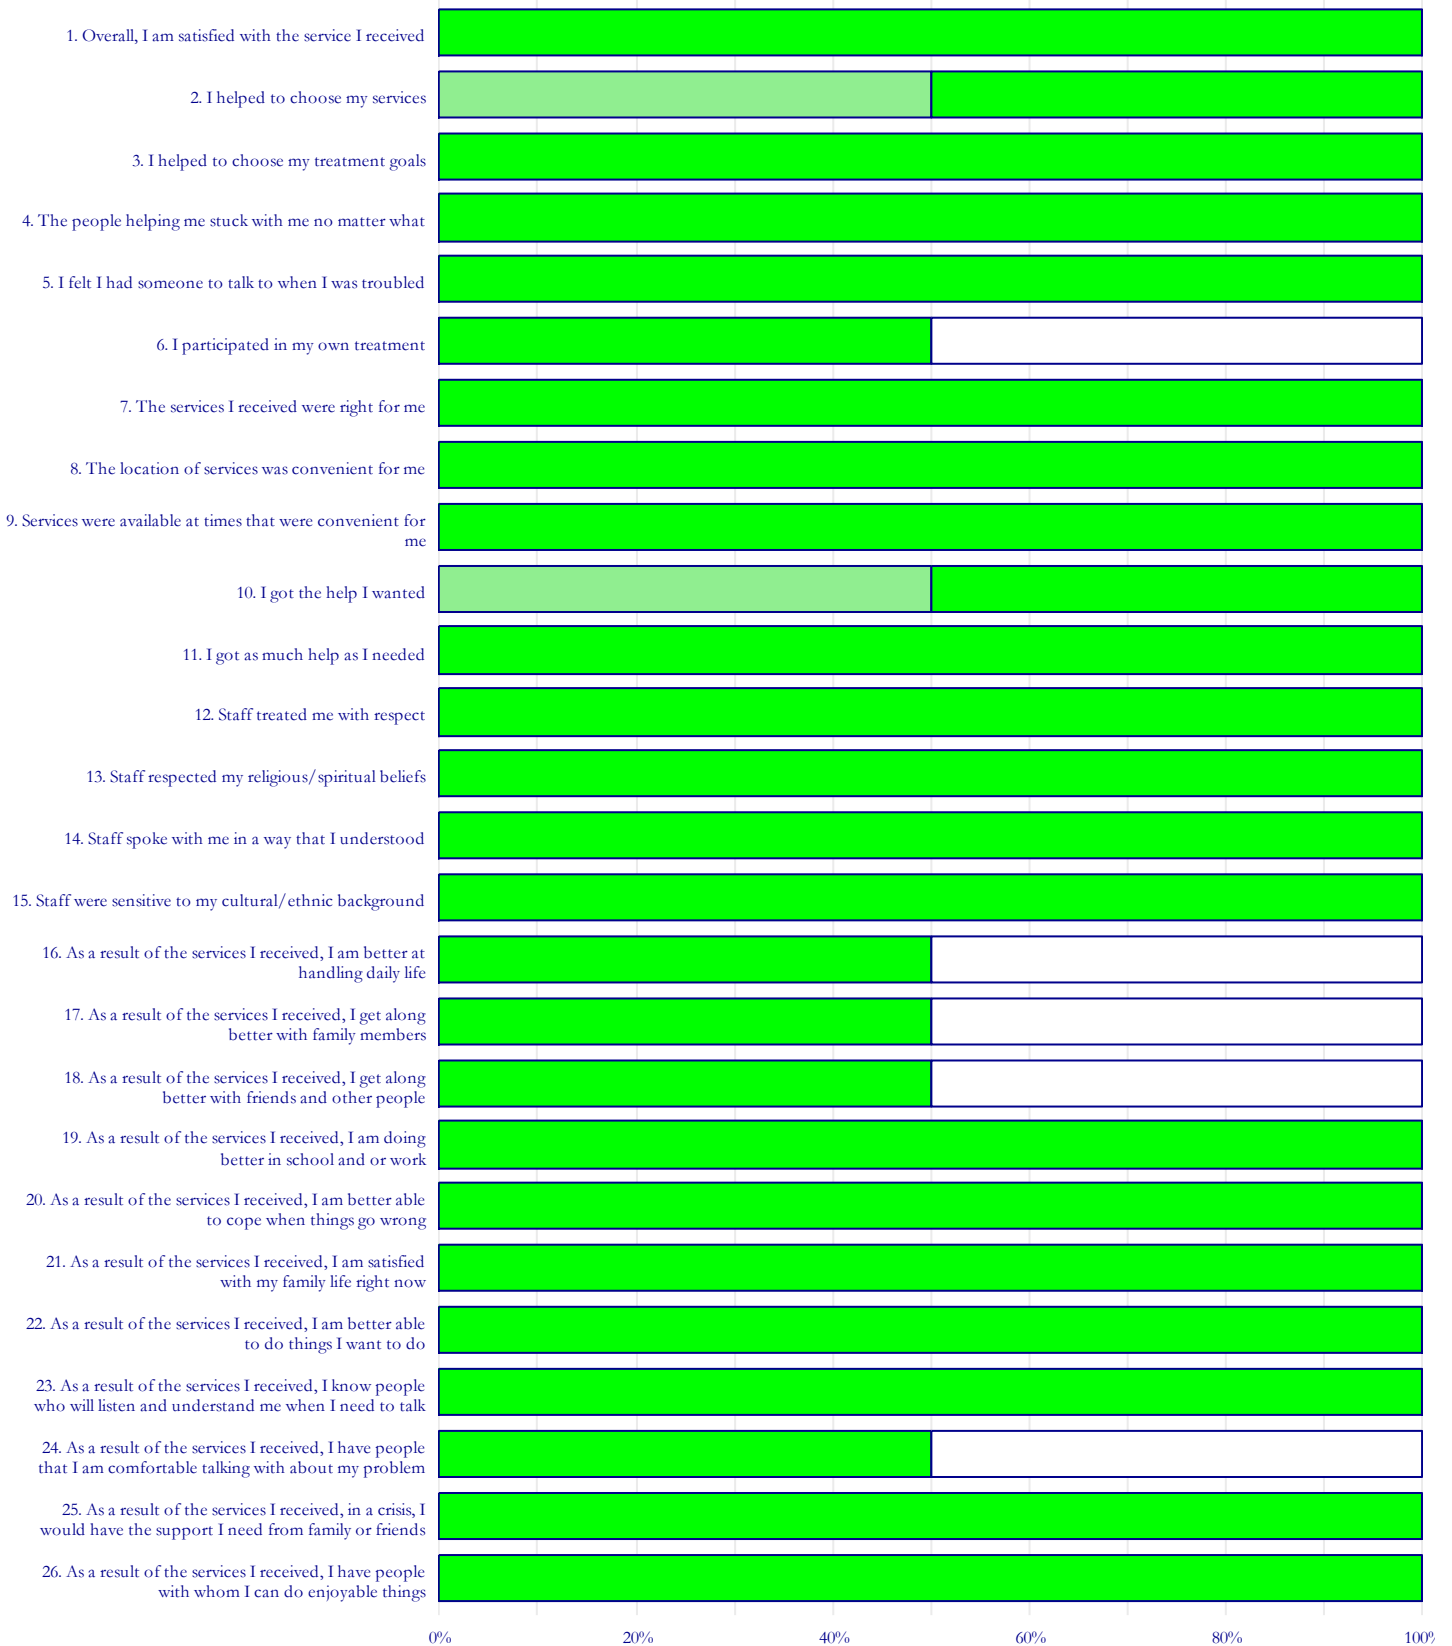 1. Overall, I am satisfied with the service I received
2. I helped to choose my services
3. I helped to choose my treatment goals
4. The people helping me stuck with me no matter what
5. I felt I had someone to talk to when I was troubled
6. I participated in my own treatment
7. The services I received were right for me
8. The location of services was convenient for me
9. Services were available at times that were convenient for
me
10. I got the help I wanted
11. I got as much help as I needed
12. Staff treated me with respect
13. Staff respected my religious/spiritual beliefs
14. Staff spoke with me in a way that I understood
15. Staff were sensitive to my cultural/ethnic background
16. As a result of the services I received, I am better at
handling daily life
17. As a result of the services I received, I get along
better with family members
18. As a result of the services I received, I get along
better with friends and other people
19. As a result of the services I received, I am doing
better in school and or work
20. As a result of the services I received, I am better able
to cope when things go wrong
21. As a result of the services I received, I am satisfied
with my family life right now
22. As a result of the services I received, I am better able
to do things I want to do
23. As a result of the services I received, I know people
who will listen and understand me when I need to talk
24. As a result of the services I received, I have people
that I am comfortable talking with about my problem
25. As a result of the services I received, in a crisis, I
would have the support I need from family or friends
26. As a result of the services I received, I have people
with whom I can do enjoyable things
0% 20% 40% 60% 80% 100%